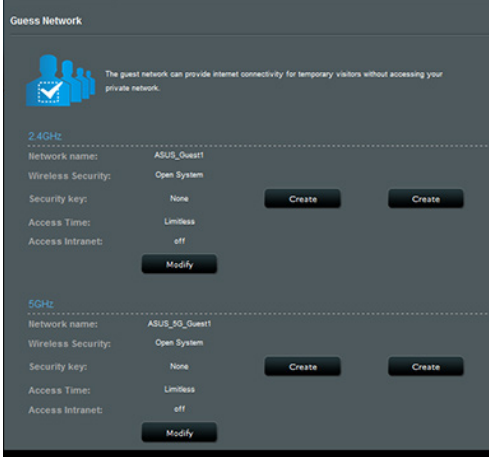 Guess Network
The guest network can provide internet connectivity for temporary visitors without accessing your
private network.
2.4GHz
Network name: ASUS_Guest1
Wireless Security: Open System
Security key: None Create Create
Access Time: Limitless
Access Intranet: off
Modify
5GHz
Network name: ASUS_5G_Guest1
Wireless Security: Open System
Security key: None Create Create
Access Time: Limitless
Access Intranet: off
Modify